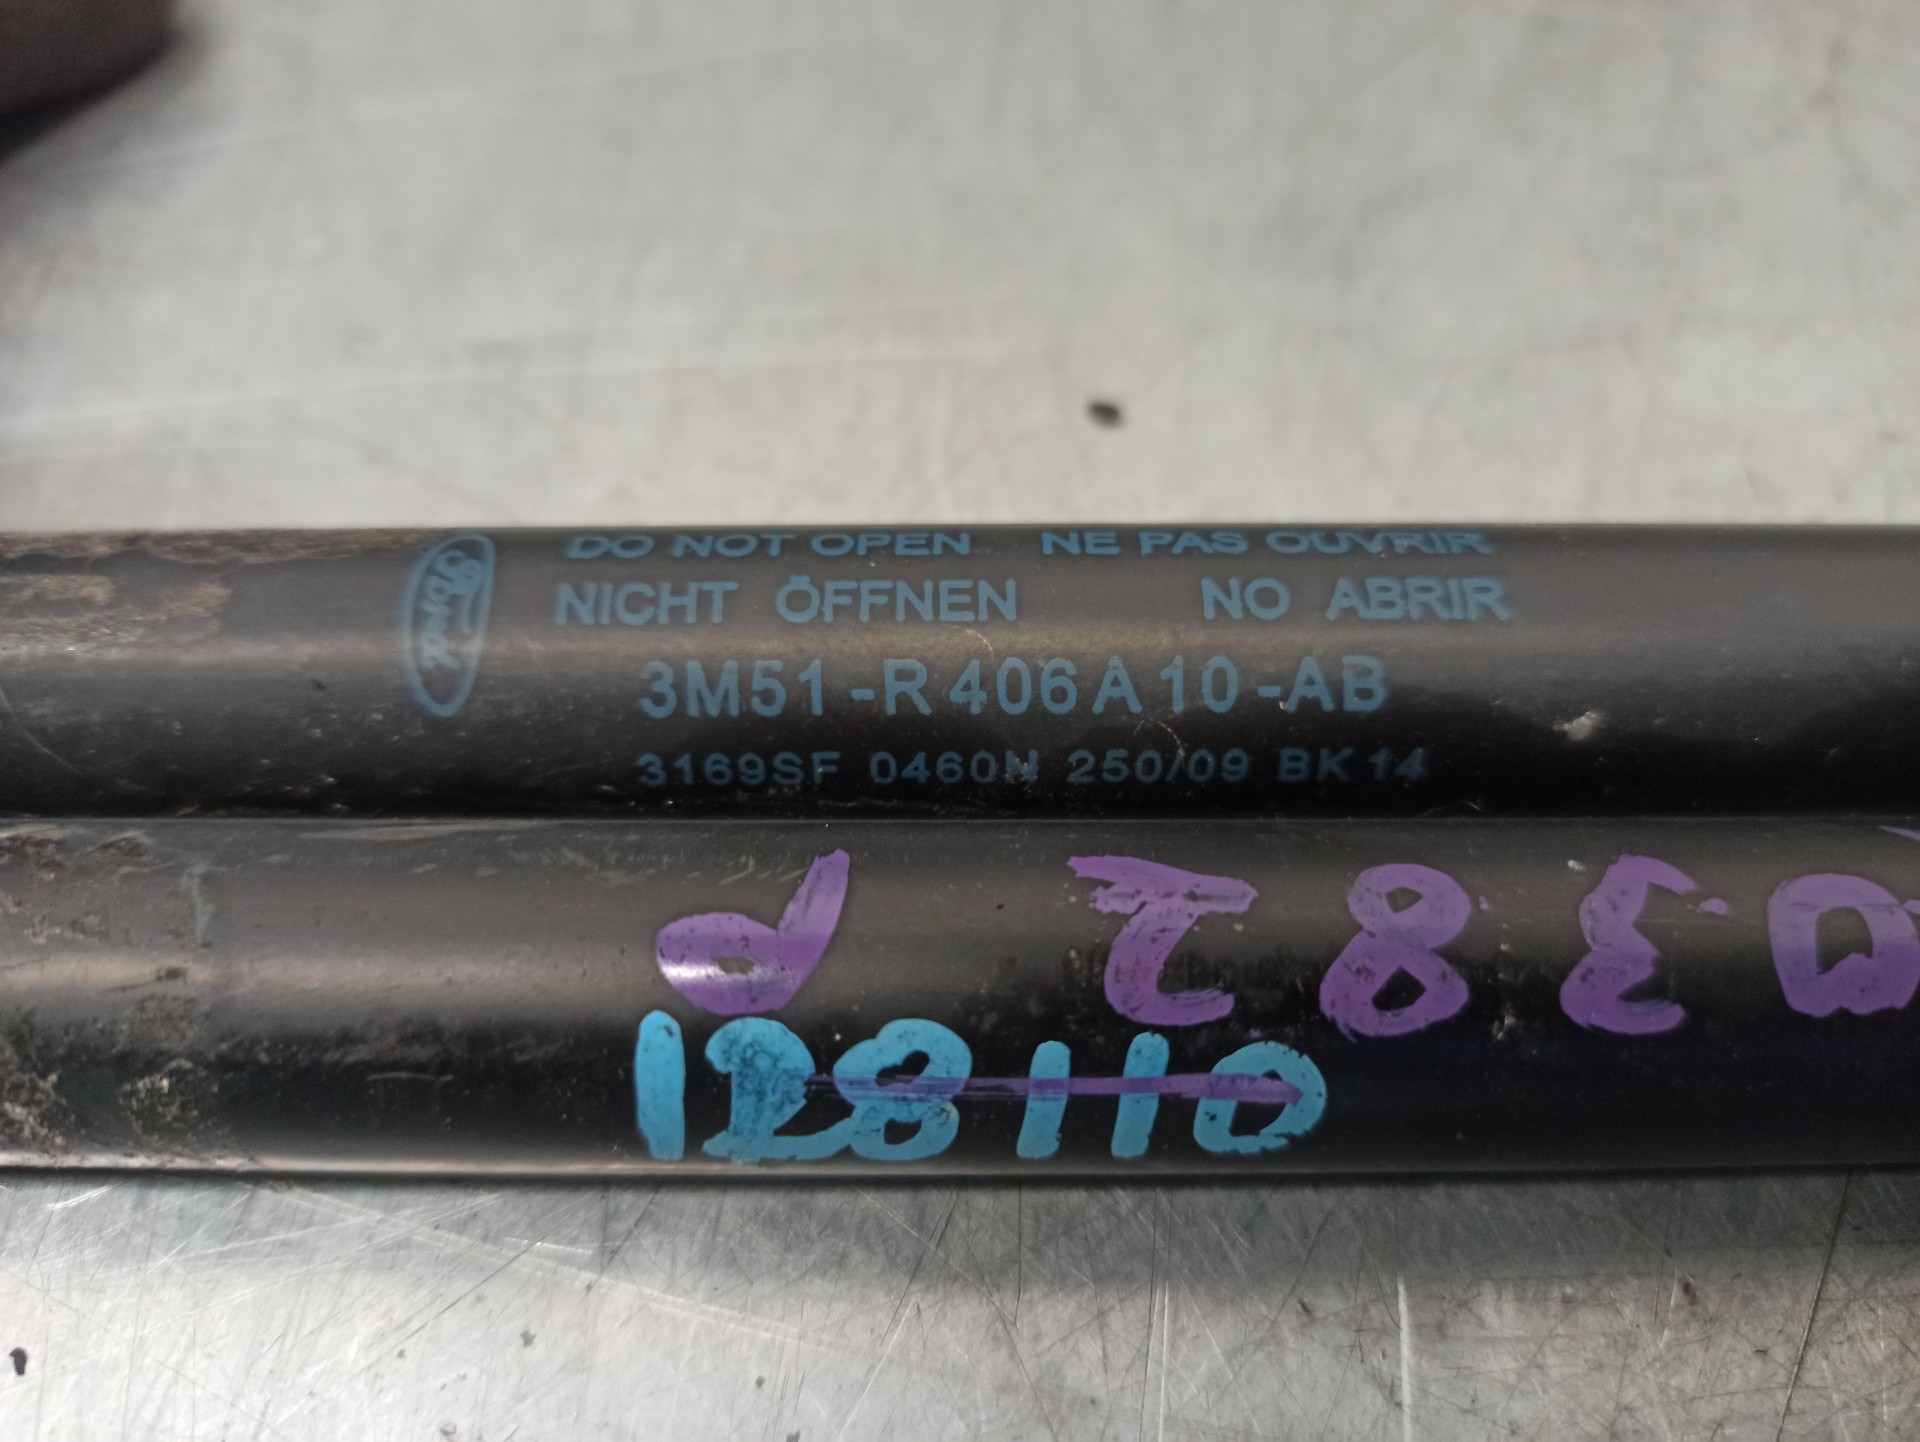 Ford
DO NOT OPEN NE PAS OUVRIR
NICHT ÖFFNEN NO ABRIR
3M51-R406A10-AB
3169SF 0460N 250/09 BK14
128110